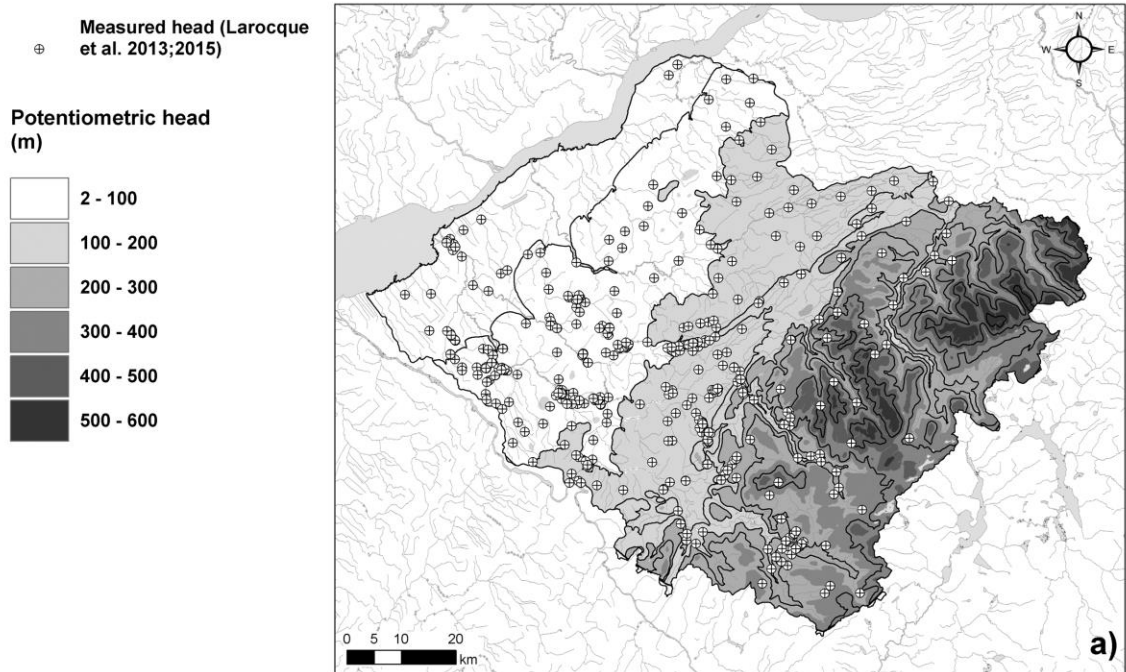 Measured head (Larocque
et al. 2013;2015)
Potentiometric head
(m)
2 - 100
100 - 200
200 - 300
300 - 400
400 - 500
500 - 600
N
W E
S
0 5 10 20
km
a)